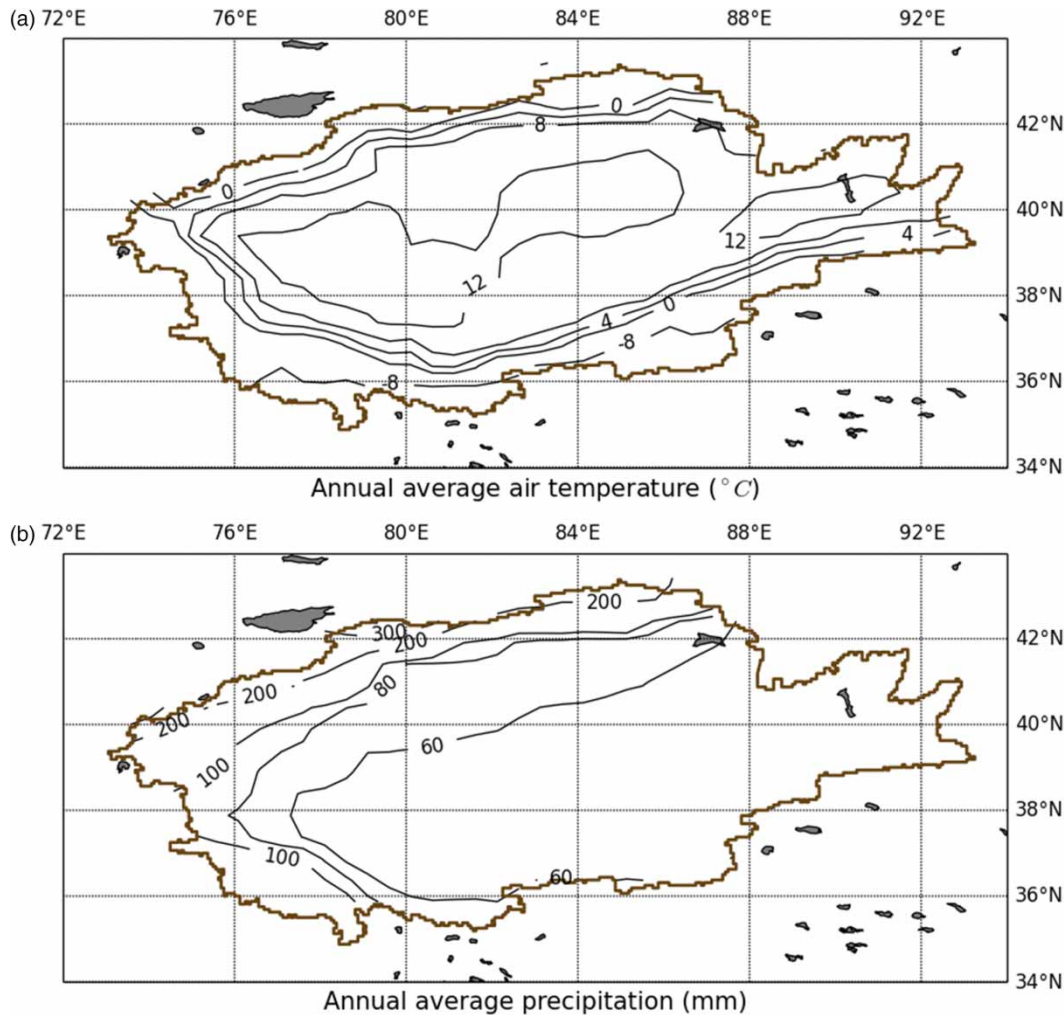 (a) 72°E 76°E 80°E 84°E 88°E 92°E
0
8
42°N
0
40°N
12
4
12
38°N
0
4
-8
-8
36°N
34°N
Annual average air temperature (°C)
(b) 72°E 76°E 80°E 84°E 88°E 92°E
200
300
200
42°N
80
200
200
40°N
60
100
38°N
100
60
36°N
34°N
Annual average precipitation (mm)